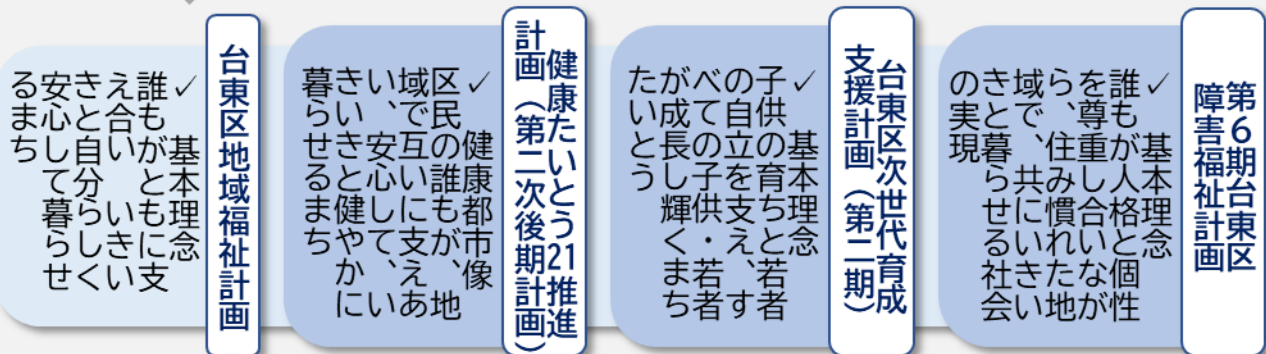 第6期台東区
障害福祉計画
✓ 基本理念
誰もが人格と個性
を尊重し合いなが
ら、住み慣れた地
域で、共にいきい
きと暮らせる社会
の実現
台東区次世代育成
支援計画（第二期）
✓ 基本理念
子供の育ちと若者
の自立を支え、す
べての子供・若者
が成長し輝くまち
たいとう
健康たいとう21推進
計画（第二次後期計画）
✓ 健康都市像
区民の誰もが、地
域で互いに支えあ
い、安心して、い
きいきと健やかに
暮らせるまち
台東区地域福祉計画
✓ 基本理念
誰もがともに支
え合い いきい
きと自分らしく
安心して暮らせ
るまち